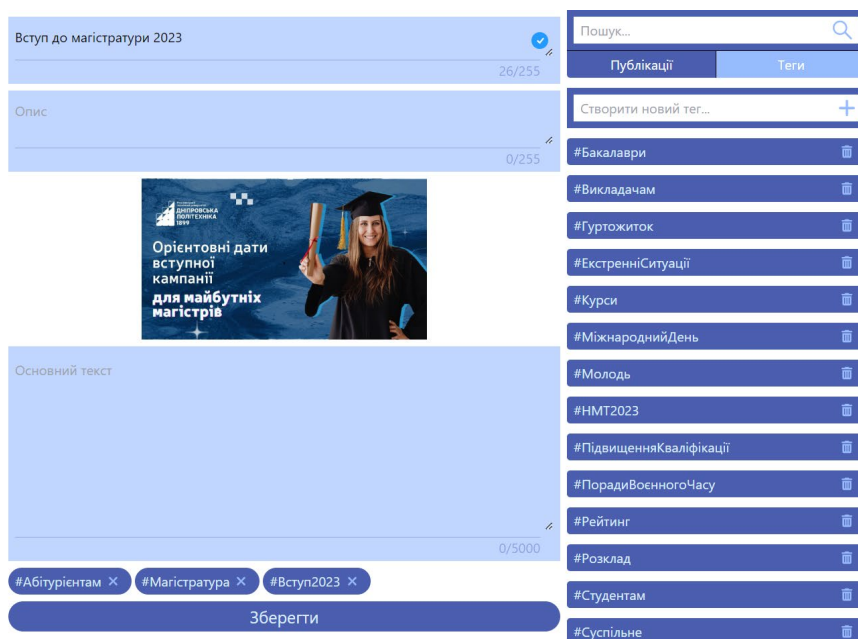 Вступ до магістратури 2023
26/255
Опис
0/255
ДНІПРОВСЬКА
ПОЛІТЕХНІКА
1899
Орієнтовні дати
вступної
кампанії
для майбутніх
магістрів
Основний текст
0/5000
#Абітурієнтам ×
#Магістратура ×
#Вступ2023 ×
Зберегти
Пошук...
Публікації
Теги
Створити новий тег...
#Бакалаври
#Викладачам
#Гуртожиток
#ЕкстренніСитуації
#Курси
#МіжнароднийДень
#Молодь
#НМТ2023
#ПідвищенняКваліфікації
#ПорадиВоєнногоЧасу
#Рейтинг
#Розклад
#Студентам
#Суспільне